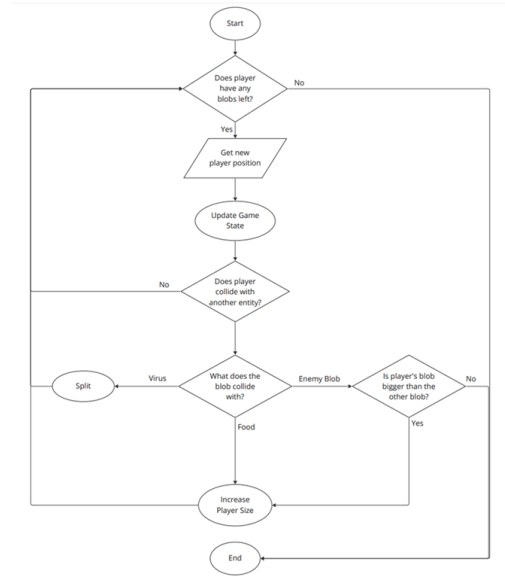 Start
Does player
have any
blobs left?
No
Yes
Get new
player position
Update Game
State
No
Does player
collide with
another entity?
Split
Virus
What does the
blob collide
with?
Enemy Blob
Is player's blob
bigger than the
other blob?
No
Food
Yes
Increase
Player Size
End